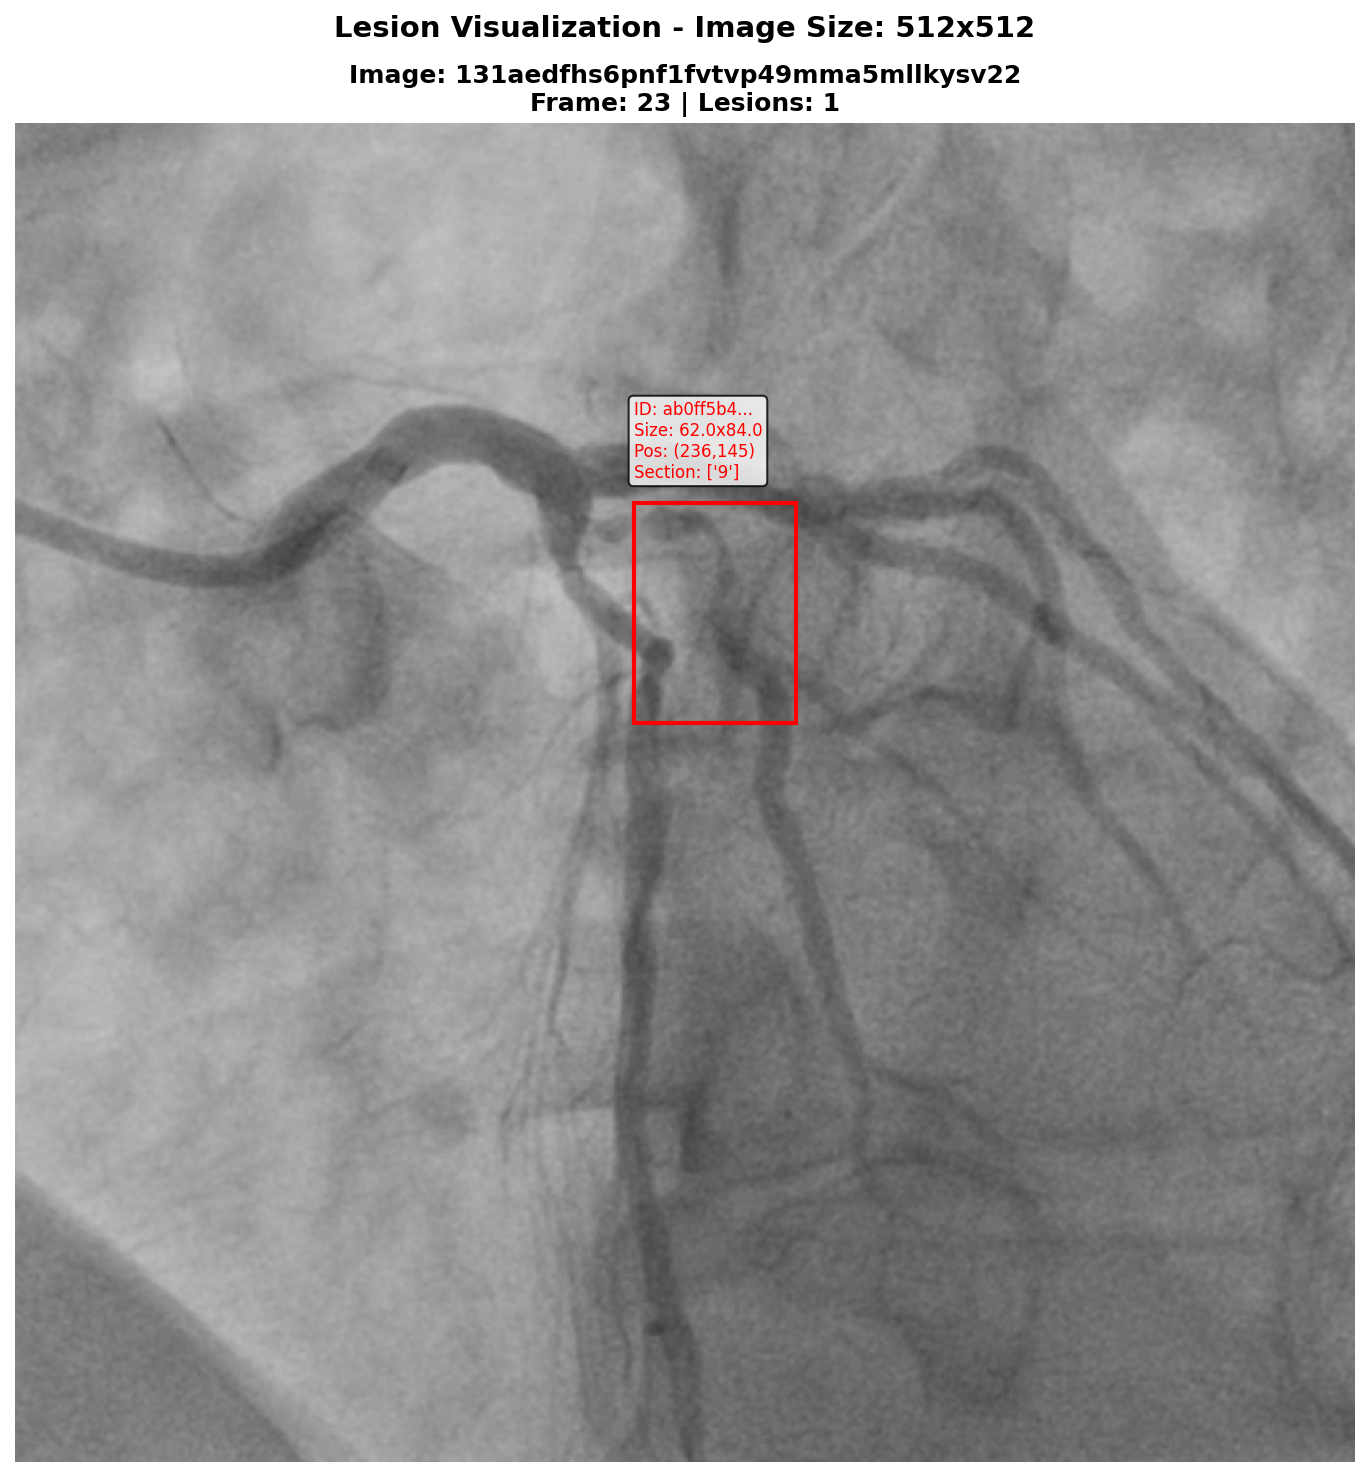 Lesion Visualization - Image Size: 512x512
Image: 131aedfhs6pnf1fvtvp49mma5mllkysv22
Frame: 23 | Lesions: 1
ID: ab0ff5b4...
Size: 62.0x84.0
Pos: (236,145)
Section: ['9']